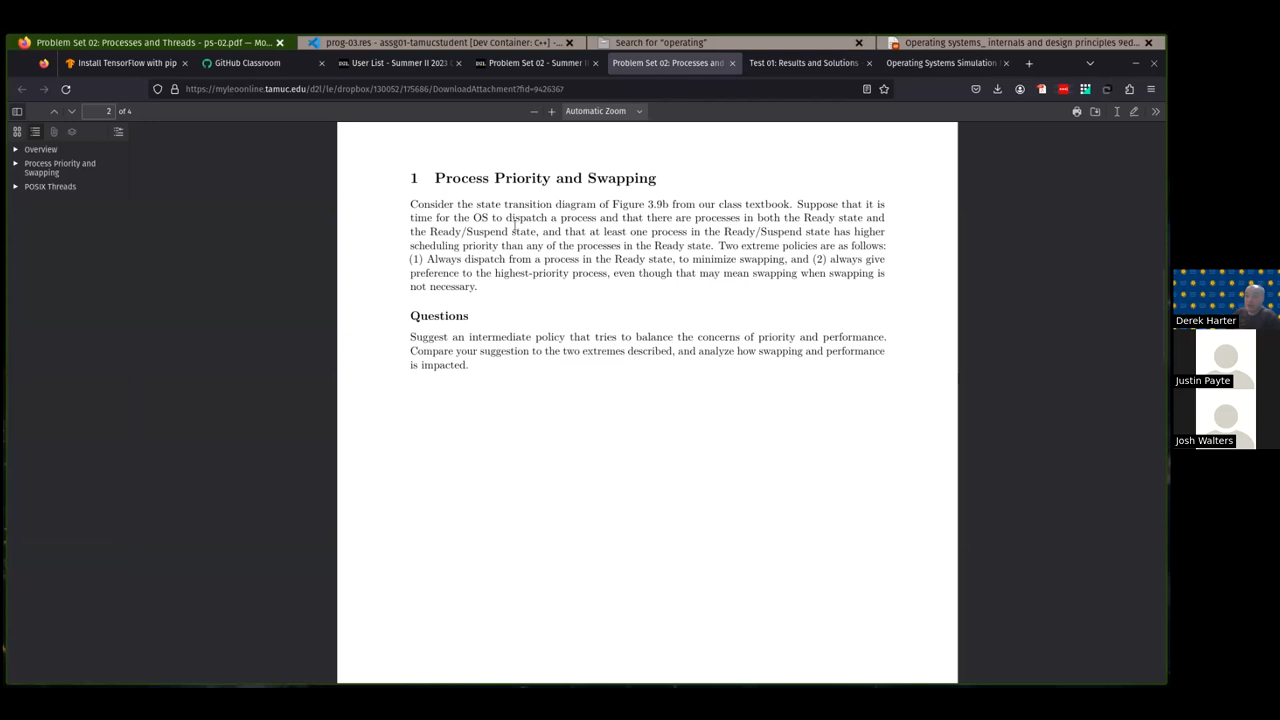 Problem Set 02: Processes and Threads - ps-02.pdf — Mo...
prog-03.res - assg01-tamucstudent [Dev Container: C++] -...
Search for "operating"
Operating systems_ internals and design principles 9ed...
Install TensorFlow with pip
GitHub Classroom
User List - Summer II 2023
Problem Set 02 - Summer II
Problem Set 02: Processes and
Test 01: Results and Solutions
Operating Systems Simulation
https://myleoonline.tamuc.edu/d2l/le/dropbox/130052/175686/DownloadAttachment?fid=9426367
2 of 4
Automatic Zoom
Overview
Process Priority and
Swapping
POSIX Threads
1 Process Priority and Swapping
Consider the state transition diagram of Figure 3.9b from our class textbook. Suppose that it is
time for the OS to dispatch a process and that there are processes in both the Ready state and
the Ready/Suspend state, and that at least one process in the Ready/Suspend state has higher
scheduling priority than any of the processes in the Ready state. Two extreme policies are as follows:
(1) Always dispatch from a process in the Ready state, to minimize swapping, and (2) always give
preference to the highest-priority process, even though that may mean swapping when swapping is
not necessary.
Questions
Suggest an intermediate policy that tries to balance the concerns of priority and performance.
Compare your suggestion to the two extremes described, and analyze how swapping and performance
is impacted.
Derek Harter
Justin Payte
Josh Walters